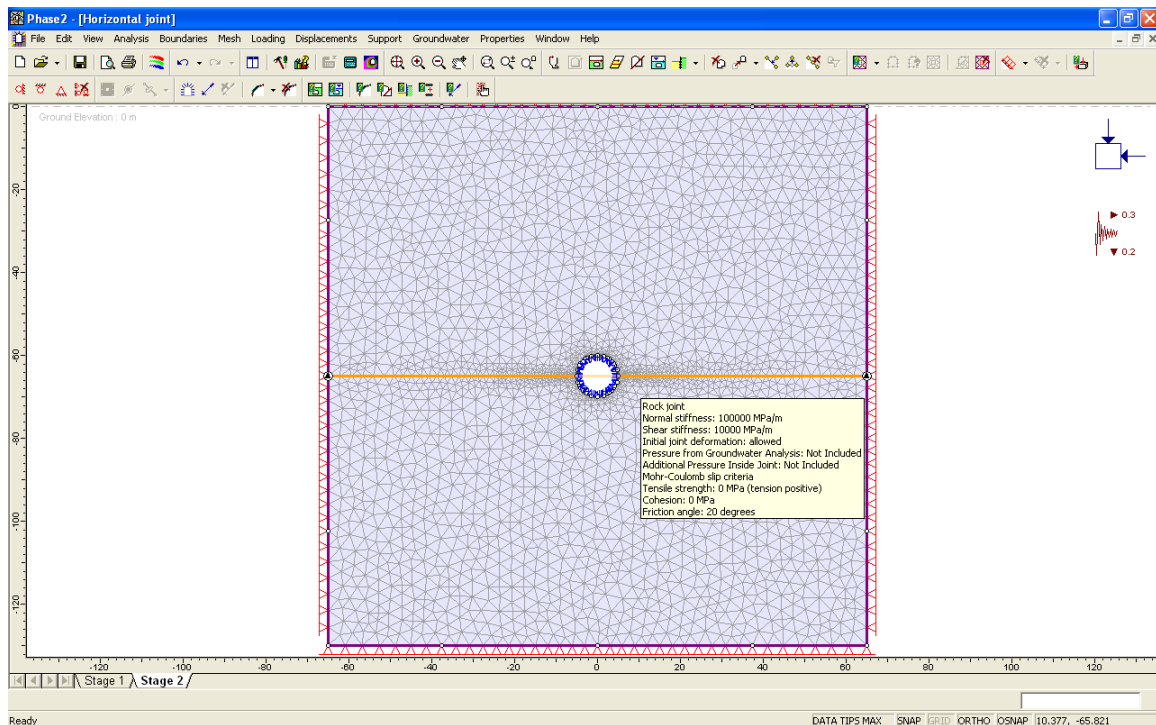 Phase2 - [Horizontal joint]
File Edit View Analysis Boundaries Mesh Loading Displacements Support Groundwater Properties Window Help
Ground Elevation : 0 m
0
-20
-40
-60
-80
-100
-120
0.3
0.2
Rock joint
Normal stiffness: 100000 MPa/m
Shear stiffness: 10000 MPa/m
Initial joint deformation: allowed
Pressure from Groundwater Analysis: Not Included
Additional Pressure Inside Joint: Not Included
Mohr-Coulomb slip criteria
Tensile strength: 0 MPa (tension positive)
Cohesion: 0 MPa
Friction angle: 20 degrees
-120 -100 -80 -60 -40 -20 0 20 40 60 80 100 120
Stage 1 Stage 2
Ready DATA TIPS MAX SNAP GRID ORTHO OSNAP 10.377, -65.821